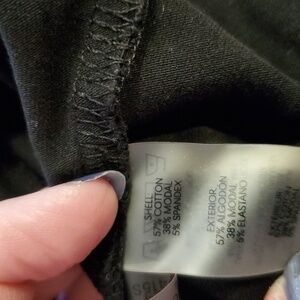 SHELL
57% COTTON
38% MODAL
5% SPANDEX
EXTERIOR
57% ALGODON
38% MODAL
5% ELASTANO